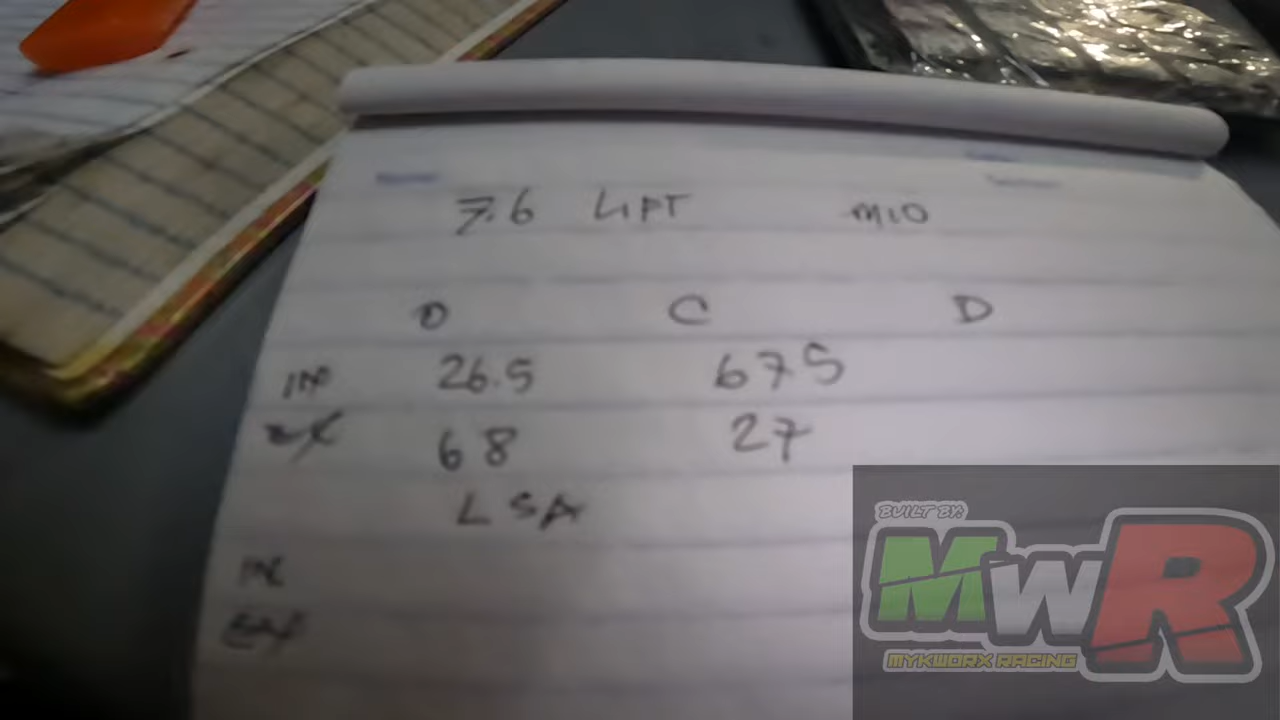 7.6 LIFT MIO
O C D
IN 26.5 67.5
EX 68 27
LSA
IN
EX
BUILT BY:
MWR
MYKWORX RACING